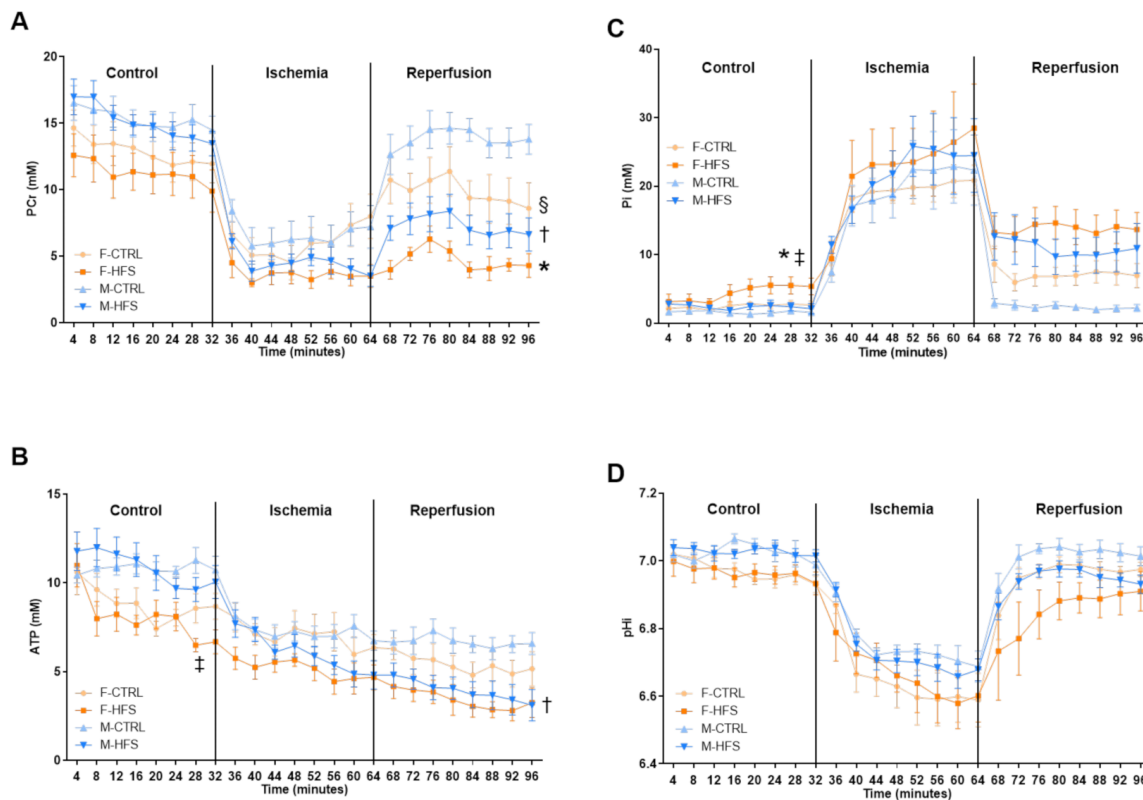 A
20
15
10
5
0
PCr (mM)
Control
Ischemia
Reperfusion
F-CTRL
F-HFS
M-CTRL
M-HFS
§
†
*
4 8 12 16 20 24 28 32 36 40 44 48 52 56 60 64 68 72 76 80 84 88 92 96
Time (minutes)
C
40
30
20
10
0
Pi (mM)
Control
Ischemia
Reperfusion
F-CTRL
F-HFS
M-CTRL
M-HFS
* ‡
4 8 12 16 20 24 28 32 36 40 44 48 52 56 60 64 68 72 76 80 84 88 92 96
Time (minutes)
B
15
10
5
0
ATP (mM)
Control
Ischemia
Reperfusion
‡
†
F-CTRL
F-HFS
M-CTRL
M-HFS
4 8 12 16 20 24 28 32 36 40 44 48 52 56 60 64 68 72 76 80 84 88 92 96
Time (minutes)
D
7.2
7.0
6.8
6.6
6.4
pHi
Control
Ischemia
Reperfusion
F-CTRL
F-HFS
M-CTRL
M-HFS
4 8 12 16 20 24 28 32 36 40 44 48 52 56 60 64 68 72 76 80 84 88 92 96
Time (minutes)